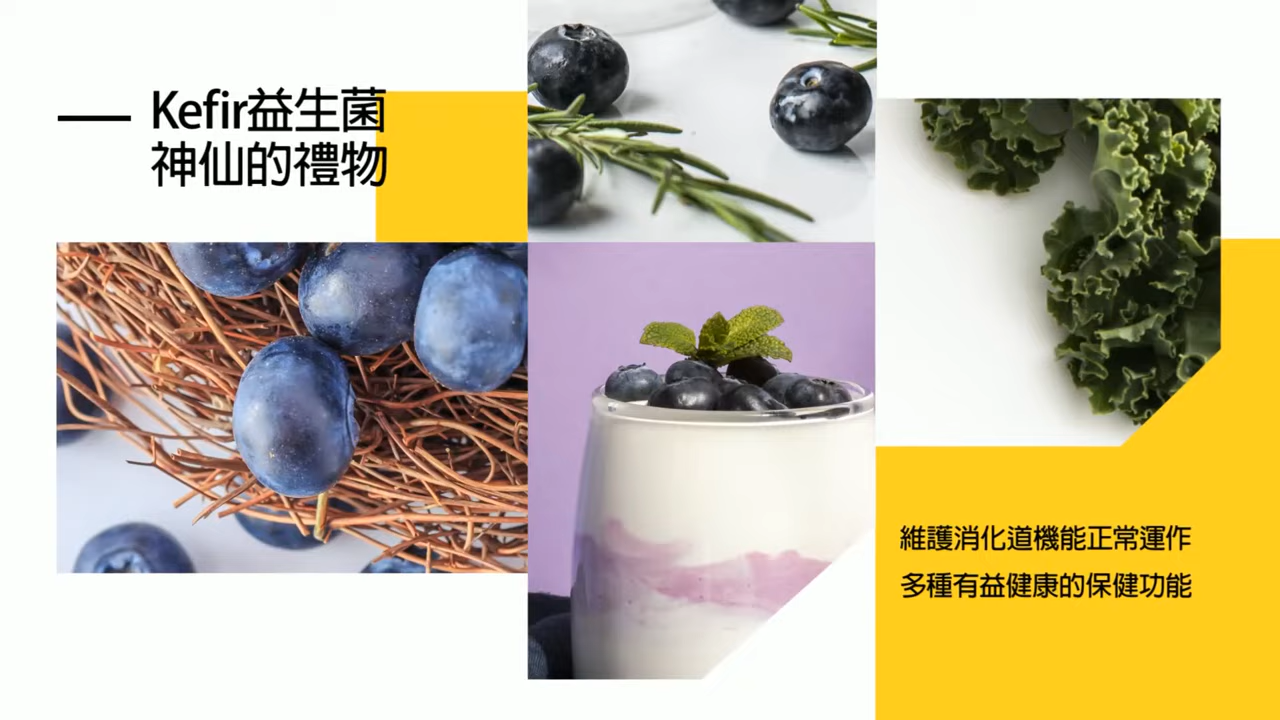 Kefir益生菌
神仙的禮物
維護消化道機能正常運作
多種有益健康的保健功能